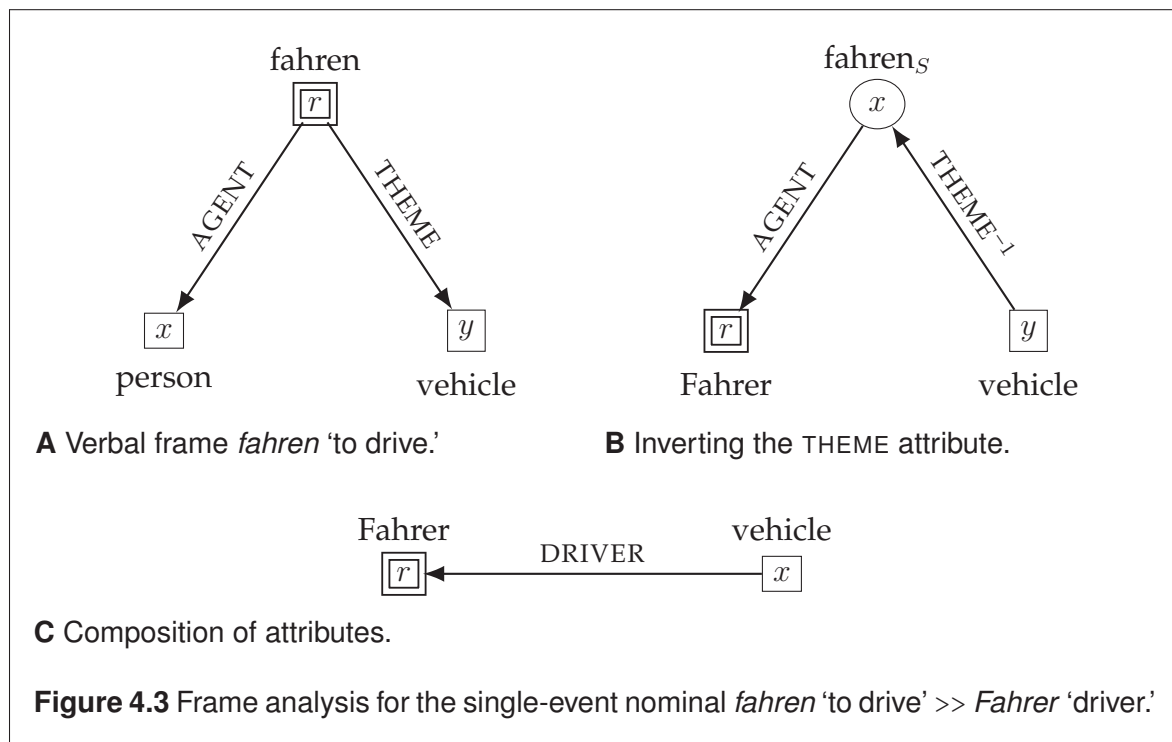 fahren
r
AGENT
THEME
x
y
person
vehicle
A Verbal frame fahren ‘to drive.’
fahrenS
x
AGENT
THEME−1
r
y
Fahrer
vehicle
B Inverting the THEME attribute.
Fahrer
vehicle
r
DRIVER
x
C Composition of attributes.
Figure 4.3 Frame analysis for the single-event nominal fahren ‘to drive’ >> Fahrer ‘driver.’